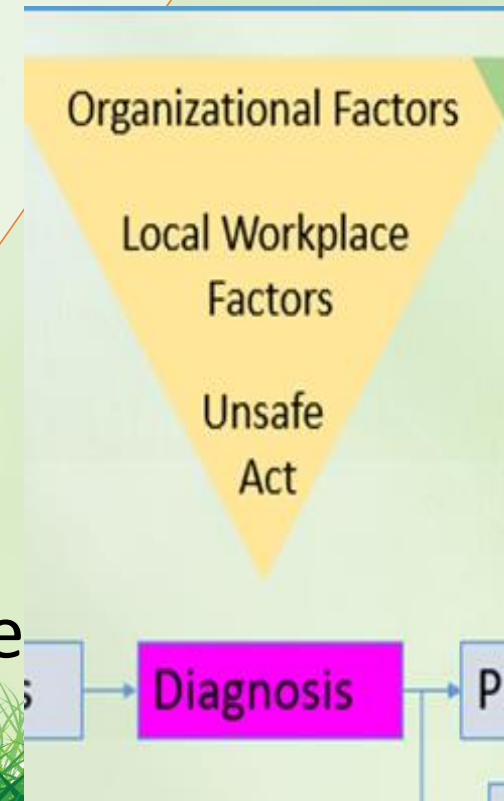 Organizational Factors
Local Workplace
Factors
Unsafe
Act
e
s
Diagnosis
P